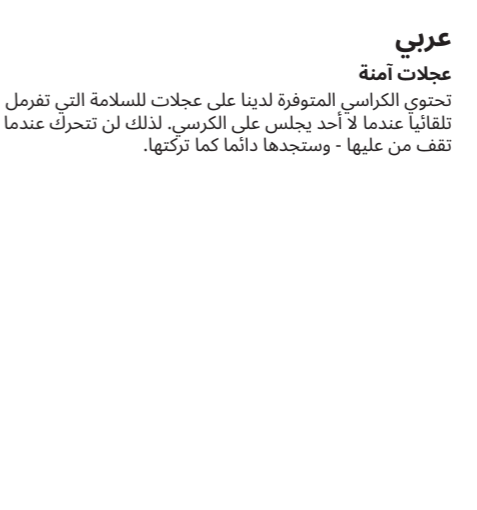 عربي
عجلات آمنة
تحتوي الكراسي المتوفرة لدينا على عجلات للسلامة التي تفرمل
تلقائياً عندما لا أحد يجلس على الكرسي. لذلك لن تتحرك عندما
تقف من عليها - وستجدها دائما كما تركتها.